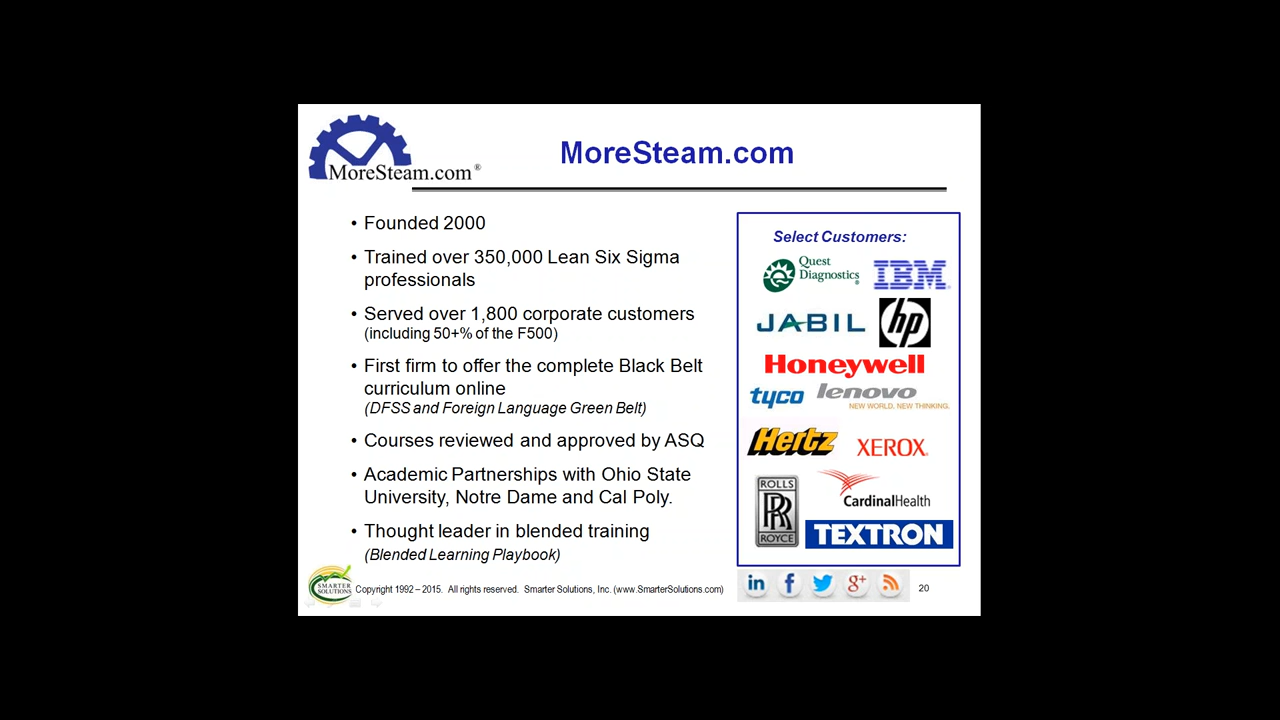 MoreSteam.com®
MoreSteam.com
• Founded 2000
• Trained over 350,000 Lean Six Sigma
professionals
• Served over 1,800 corporate customers
(including 50+% of the F500)
• First firm to offer the complete Black Belt
curriculum online
(DFSS and Foreign Language Green Belt)
• Courses reviewed and approved by ASQ
• Academic Partnerships with Ohio State
University, Notre Dame and Cal Poly.
• Thought leader in blended training
(Blended Learning Playbook)
Select Customers:
Quest
Diagnostics®
IBM®
JABIL
hp
Honeywell
tyco
lenovo
NEW WORLD. NEW THINKING.
Hertz
XEROX®
ROLLS
RR
ROYCE
CardinalHealth
TEXTRON
SMARTER
SOLUTIONS
Copyright 1992 – 2015. All rights reserved. Smarter Solutions, Inc. (www.SmarterSolutions.com)
in
f
g+
20